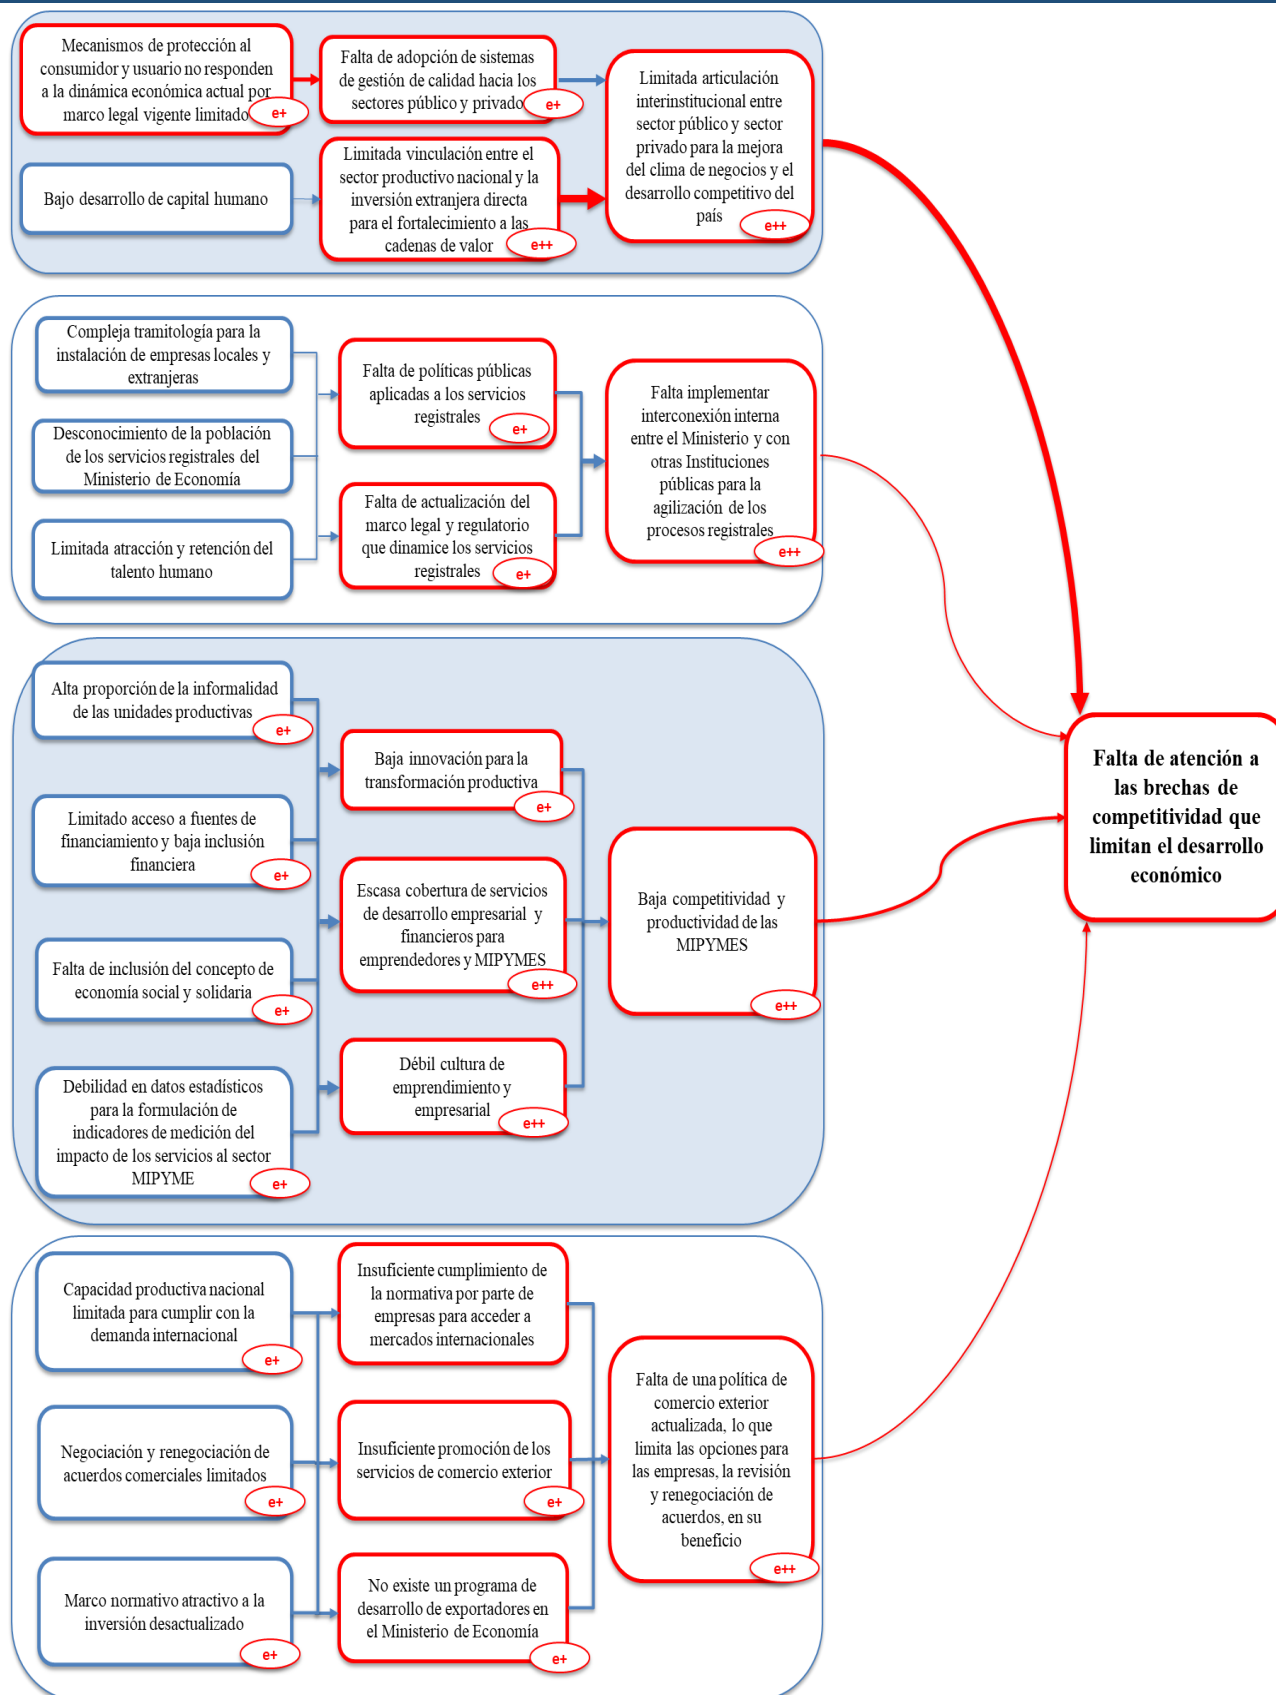 Mecanismos de protección al
consumidor y usuario no responden
a la dinámica económica actual por
marco legal vigente limitado
e+
Falta de adopción de sistemas
de gestión de calidad hacia los
sectores público y privado
e+
Limitada articulación
interinstitucional entre
sector público y sector
privado para la mejora
del clima de negocios y el
desarrollo competitivo del
país
e++
Bajo desarrollo de capital humano
Limitada vinculación entre el
sector productivo nacional y la
inversión extranjera directa
para el fortalecimiento a las
cadenas de valor
e++
Compleja tramitología para la
instalación de empresas locales y
extranjeras
Desconocimiento de la población
de los servicios registrales del
Ministerio de Economía
Limitada atracción y retención del
talento humano
Falta de políticas públicas
aplicadas a los servicios
registrales
e+
Falta de actualización del
marco legal y regulatorio
que dinamice los servicios
registrales
e+
Falta implementar
interconexión interna
entre el Ministerio y con
otras Instituciones
públicas para la
agilización de los
procesos registrales
e++
Alta proporción de la informalidad
de las unidades productivas
e+
Limitado acceso a fuentes de
financiamiento y baja inclusión
financiera
e+
Falta de inclusión del concepto de
economía social y solidaria
e+
Debilidad en datos estadísticos
para la formulación de
indicadores de medición del
impacto de los servicios al sector
MIPYME
e+
Baja innovación para la
transformación productiva
e+
Escasa cobertura de servicios
de desarrollo empresarial y
financieros para
emprendedores y MIPYMES
e++
Débil cultura de
emprendimiento y
empresarial
e++
Baja competitividad y
productividad de las
MIPYMES
e++
Falta de atención a
las brechas de
competitividad que
limitan el desarrollo
económico
Capacidad productiva nacional
limitada para cumplir con la
demanda internacional
e+
Negociación y renegociación de
acuerdos comerciales limitados
e+
Marco normativo atractivo a la
inversión desactualizado
e+
Insuficiente cumplimiento de
la normativa por parte de
empresas para acceder a
mercados internacionales
Insuficiente promoción de los
servicios de comercio exterior
e+
No existe un programa de
desarrollo de exportadores en
el Ministerio de Economía
e+
Falta de una política de
comercio exterior
actualizada, lo que
limita las opciones para
las empresas, la revisión
y renegociación de
acuerdos, en su
beneficio
e++